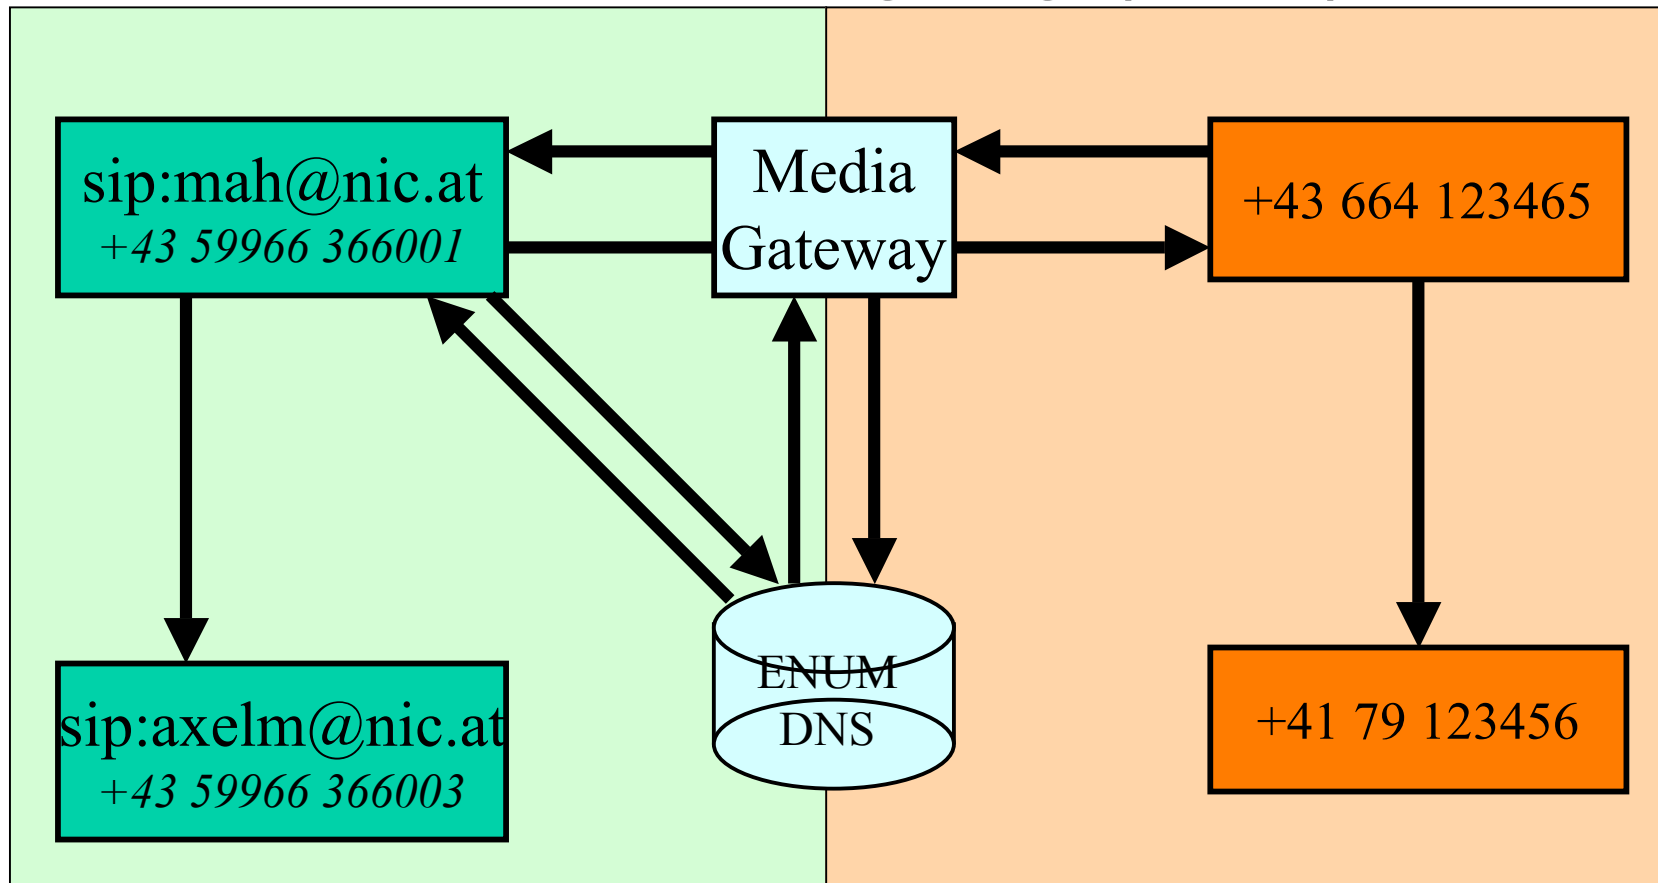 sip:mah@nic.at
+43 59966 366001
Media
Gateway
+43 664 123465
ENUM
DNS
sip:axelm@nic.at
+43 59966 366003
+41 79 123456